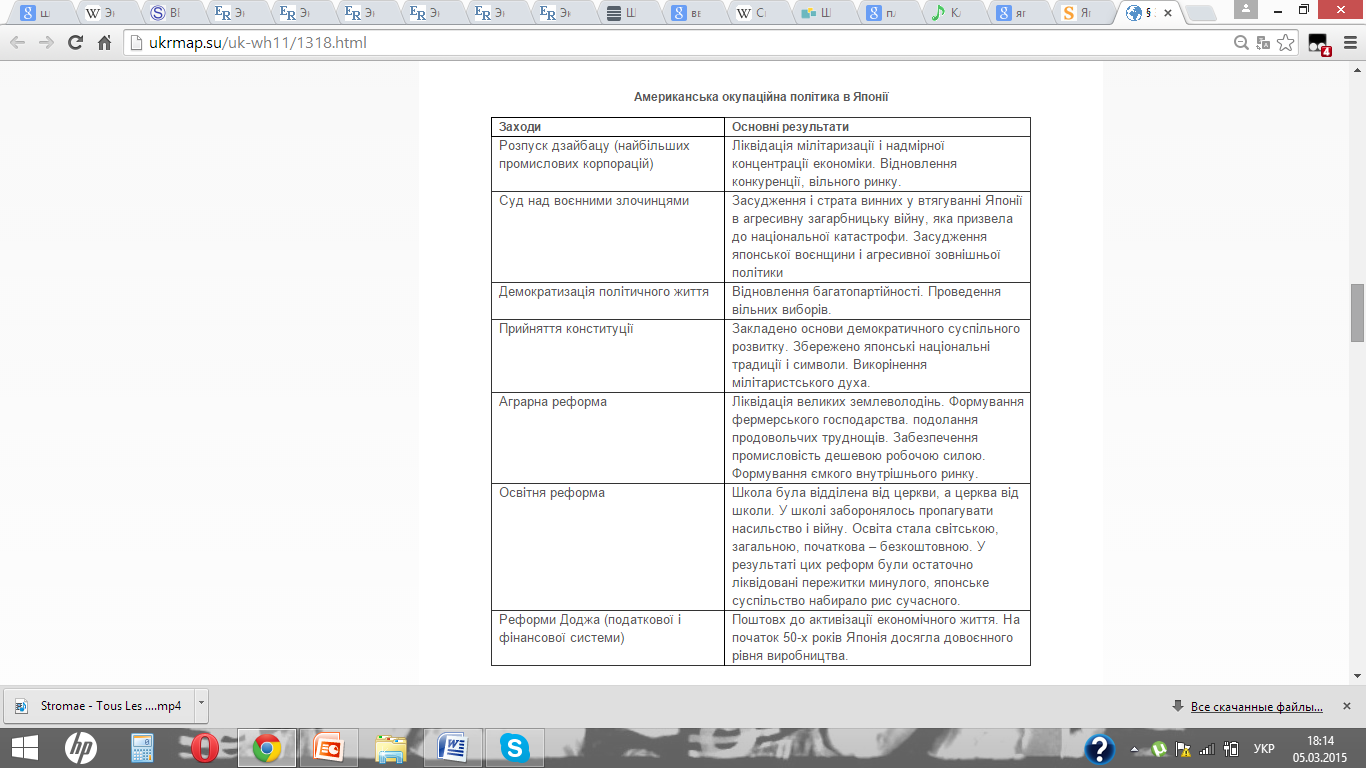 ukrmap.su/uk-wh11/1318.html
4
Американська окупаційна політика в Японії
Заходи
Основні результати
Розпуск дзайбацу (найбільших
промислових корпорацій)
Ліквідація мілітаризації і надмірної
концентрації економіки. Відновлення
конкуренції, вільного ринку.
Суд над воєнними злочинцями
Засудження і страта винних у втягуванні Японії
в агресивну загарбницьку війну, яка призвела
до національної катастрофи. Засудження
японської воєнщини і агресивної зовнішньої
політики
Демократизація політичного життя
Відновлення багатопартійності. Проведення
вільних виборів.
Прийняття конституції
Закладено основи демократичного суспільного
розвитку. Збережено японські національні
традиції і символи. Викорінення
мілітаристського духа.
Аграрна реформа
Ліквідація великих землеволодінь. Формування
фермерського господарства. подолання
продовольчих труднощів. Забезпечення
промисловість дешевою робочою силою.
Формування ємкого внутрішнього ринку.
Освітня реформа
Школа була відділена від церкви, а церква від
школи. У школі заборонялось пропагувати
насильство і війну. Освіта стала світською,
загальною, початкова – безкоштовною. У
результаті цих реформ були остаточно
ліквідовані пережитки минулого, японське
суспільство набирало рис сучасного.
Реформи Доджа (податкової і
фінансової системи)
Поштовх до активізації економічного життя. На
початок 50-х років Японія досягла довоєнного
рівня виробництва.
Stromae - Tous Les ....mp4
Все скачанные файлы...
УКР
18:14
05.03.2015